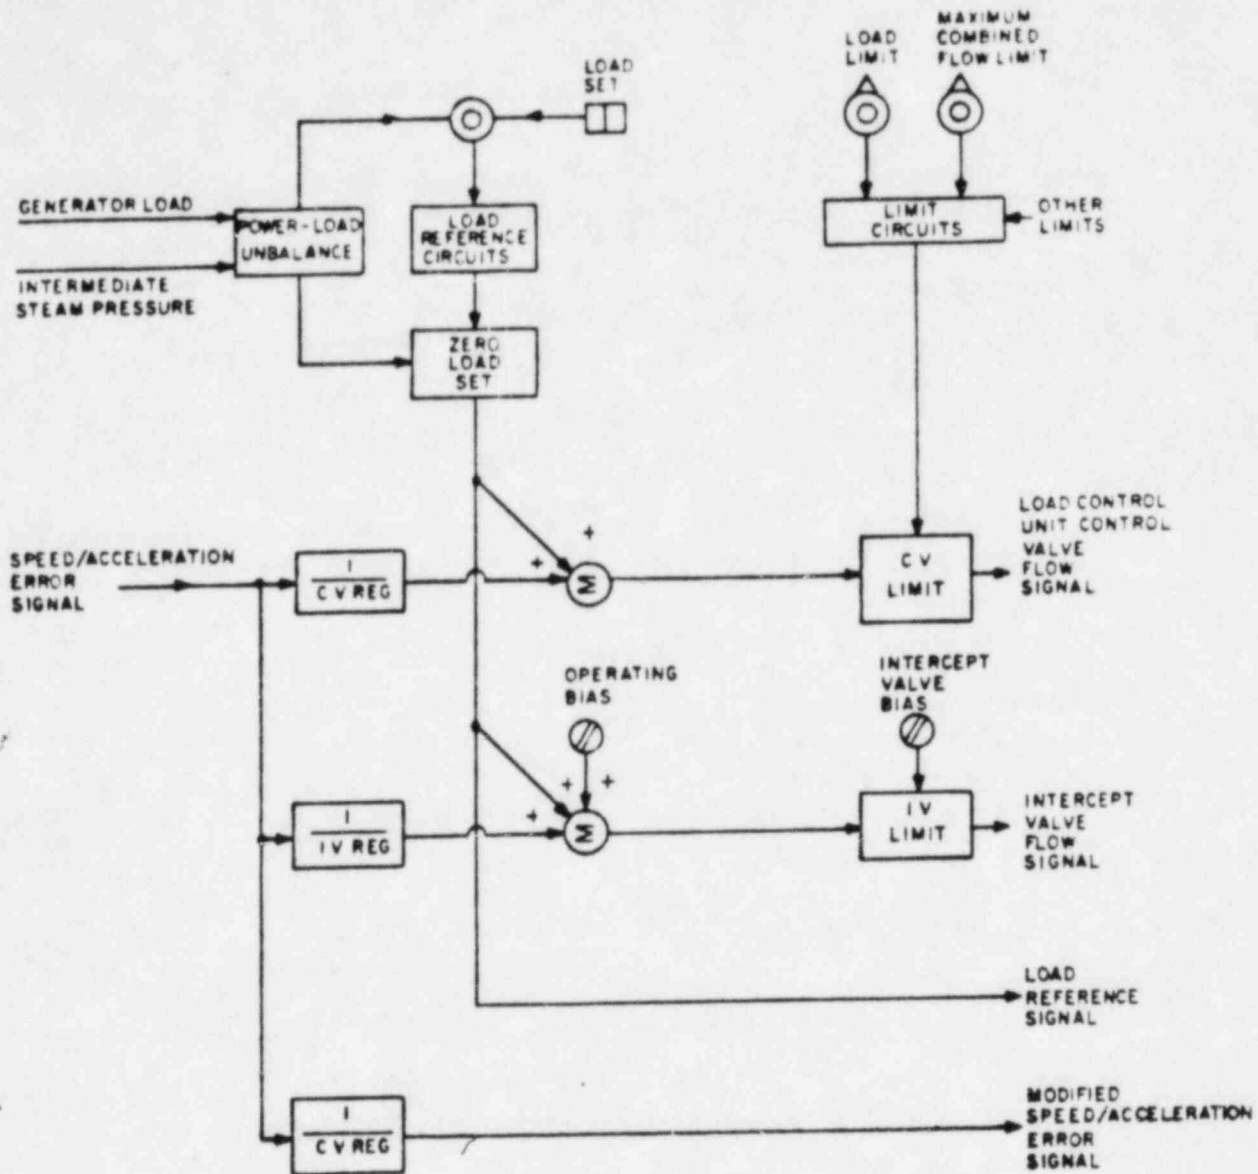 MAXIMUM
COMBINED
FLOW LIMIT
LOAD
LIMIT
LOAD
SET
GENERATOR LOAD
INTERMEDIATE
STEAM PRESSURE
POWER-LOAD
UNBALANCE
LOAD
REFERENCE
CIRCUITS
LIMIT
CIRCUITS
OTHER
LIMITS
ZERO
LOAD
SET
SPEED/ACCELERATION
ERROR
SIGNAL
1
CV REG
+
+
M
CV
LIMIT
LOAD CONTROL
UNIT CONTROL
VALVE
FLOW
SIGNAL
OPERATING
BIAS
INTERCEPT
VALVE
BIAS
1
IV REG
+
+
+
M
IV
LIMIT
INTERCEPT
VALVE
FLOW
SIGNAL
LOAD
REFERENCE
SIGNAL
1
CV REG
MODIFIED
SPEED/ACCELERATION
ERROR
SIGNAL